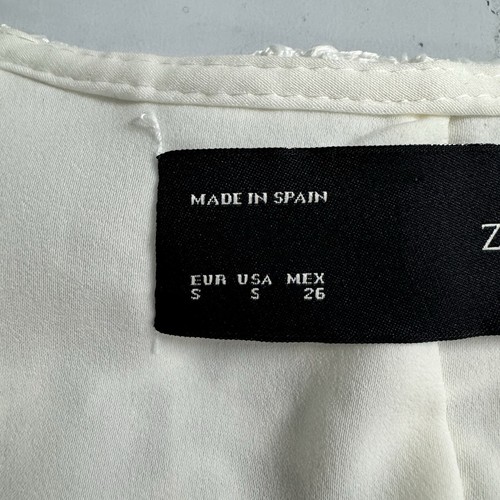 MADE IN SPAIN
Z
EUR USA MEX
S S 26